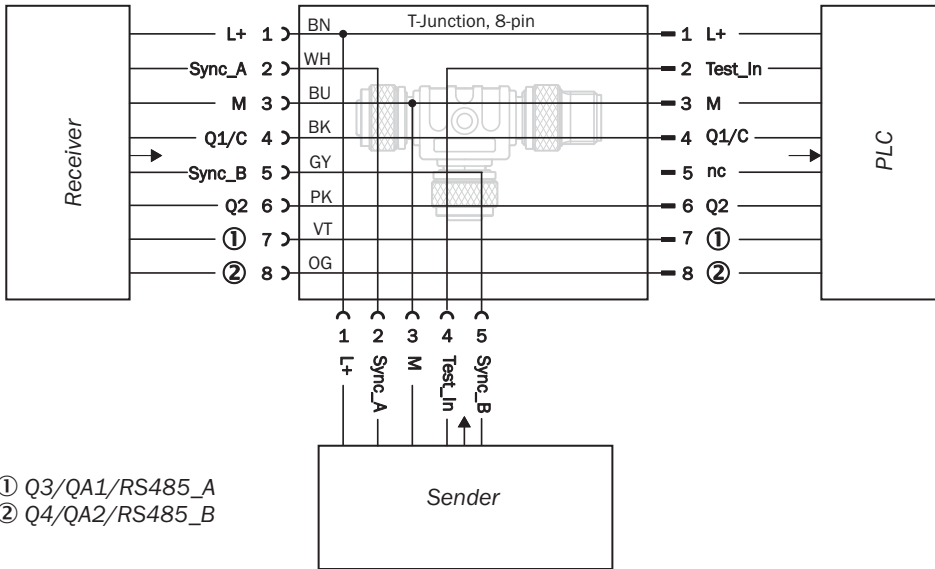 T-Junction, 8-pin
L+ 1 BN 1 L+
Sync_A 2 WH 2 Test_In
M 3 BU 3 M
Q1/C 4 BK 4 Q1/C
Sync_B 5 GY 5 nc
Q2 6 PK 6 Q2
① 7 VT 7 ①
② 8 OG 8 ②
Receiver
PLC
1 2 3 4 5
L+
Sync_A
M
Test_In
Sync_B
Sender
① Q3/QA1/RS485_A
② Q4/QA2/RS485_B